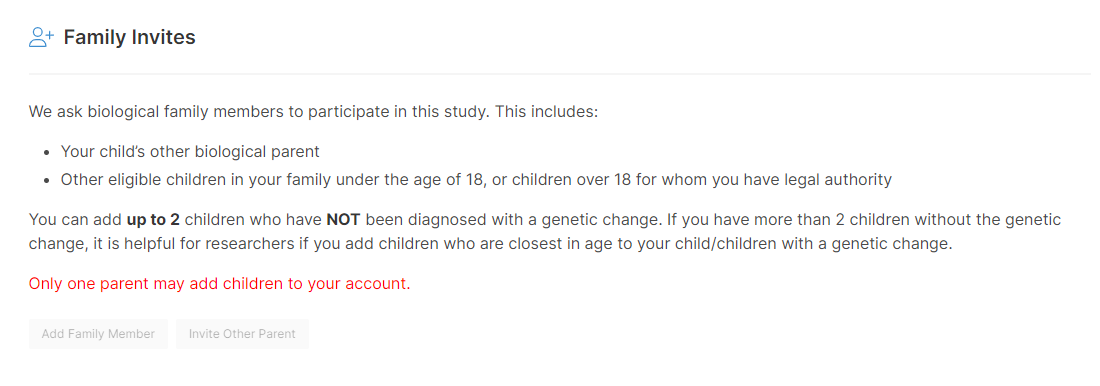 Family Invites
We ask biological family members to participate in this study. This includes:
• Your child’s other biological parent
• Other eligible children in your family under the age of 18, or children over 18 for whom you have legal authority
You can add up to 2 children who have NOT been diagnosed with a genetic change. If you have more than 2 children without the genetic
change, it is helpful for researchers if you add children who are closest in age to your child/children with a genetic change.
Only one parent may add children to your account.
Add Family Member Invite Other Parent